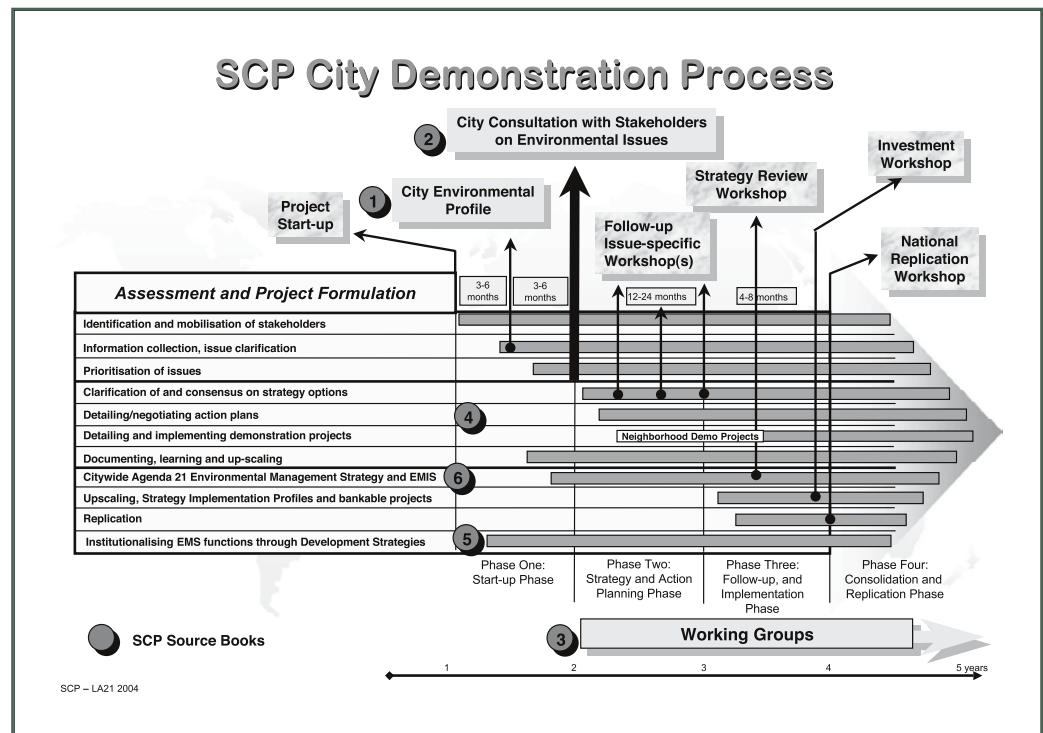 SCP City Demonstration Process
2
City Consultation with Stakeholders
on Environmental Issues
Investment
Workshop
Strategy Review
Workshop
1
City Environmental
Profile
Project
Start-up
Follow-up
Issue-specific
Workshop(s)
National
Replication
Workshop
Assessment and Project Formulation
3-6
months
3-6
months
12-24 months
4-8 months
Identification and mobilisation of stakeholders
Information collection, issue clarification
Prioritisation of issues
Clarification of and consensus on strategy options
Detailing/negotiating action plans
4
Detailing and implementing demonstration projects
Neighborhood Demo Projects
Documenting, learning and up-scaling
Citywide Agenda 21 Environmental Management Strategy and EMIS
6
Upscaling, Strategy Implementation Profiles and bankable projects
Replication
Institutionalising EMS functions through Development Strategies
5
Phase One:
Start-up Phase
Phase Two:
Strategy and Action
Planning Phase
Phase Three:
Follow-up, and
Implementation
Phase
Phase Four:
Consolidation and
Replication Phase
SCP Source Books
3
Working Groups
1
2
3
4
5 years
SCP – LA21 2004